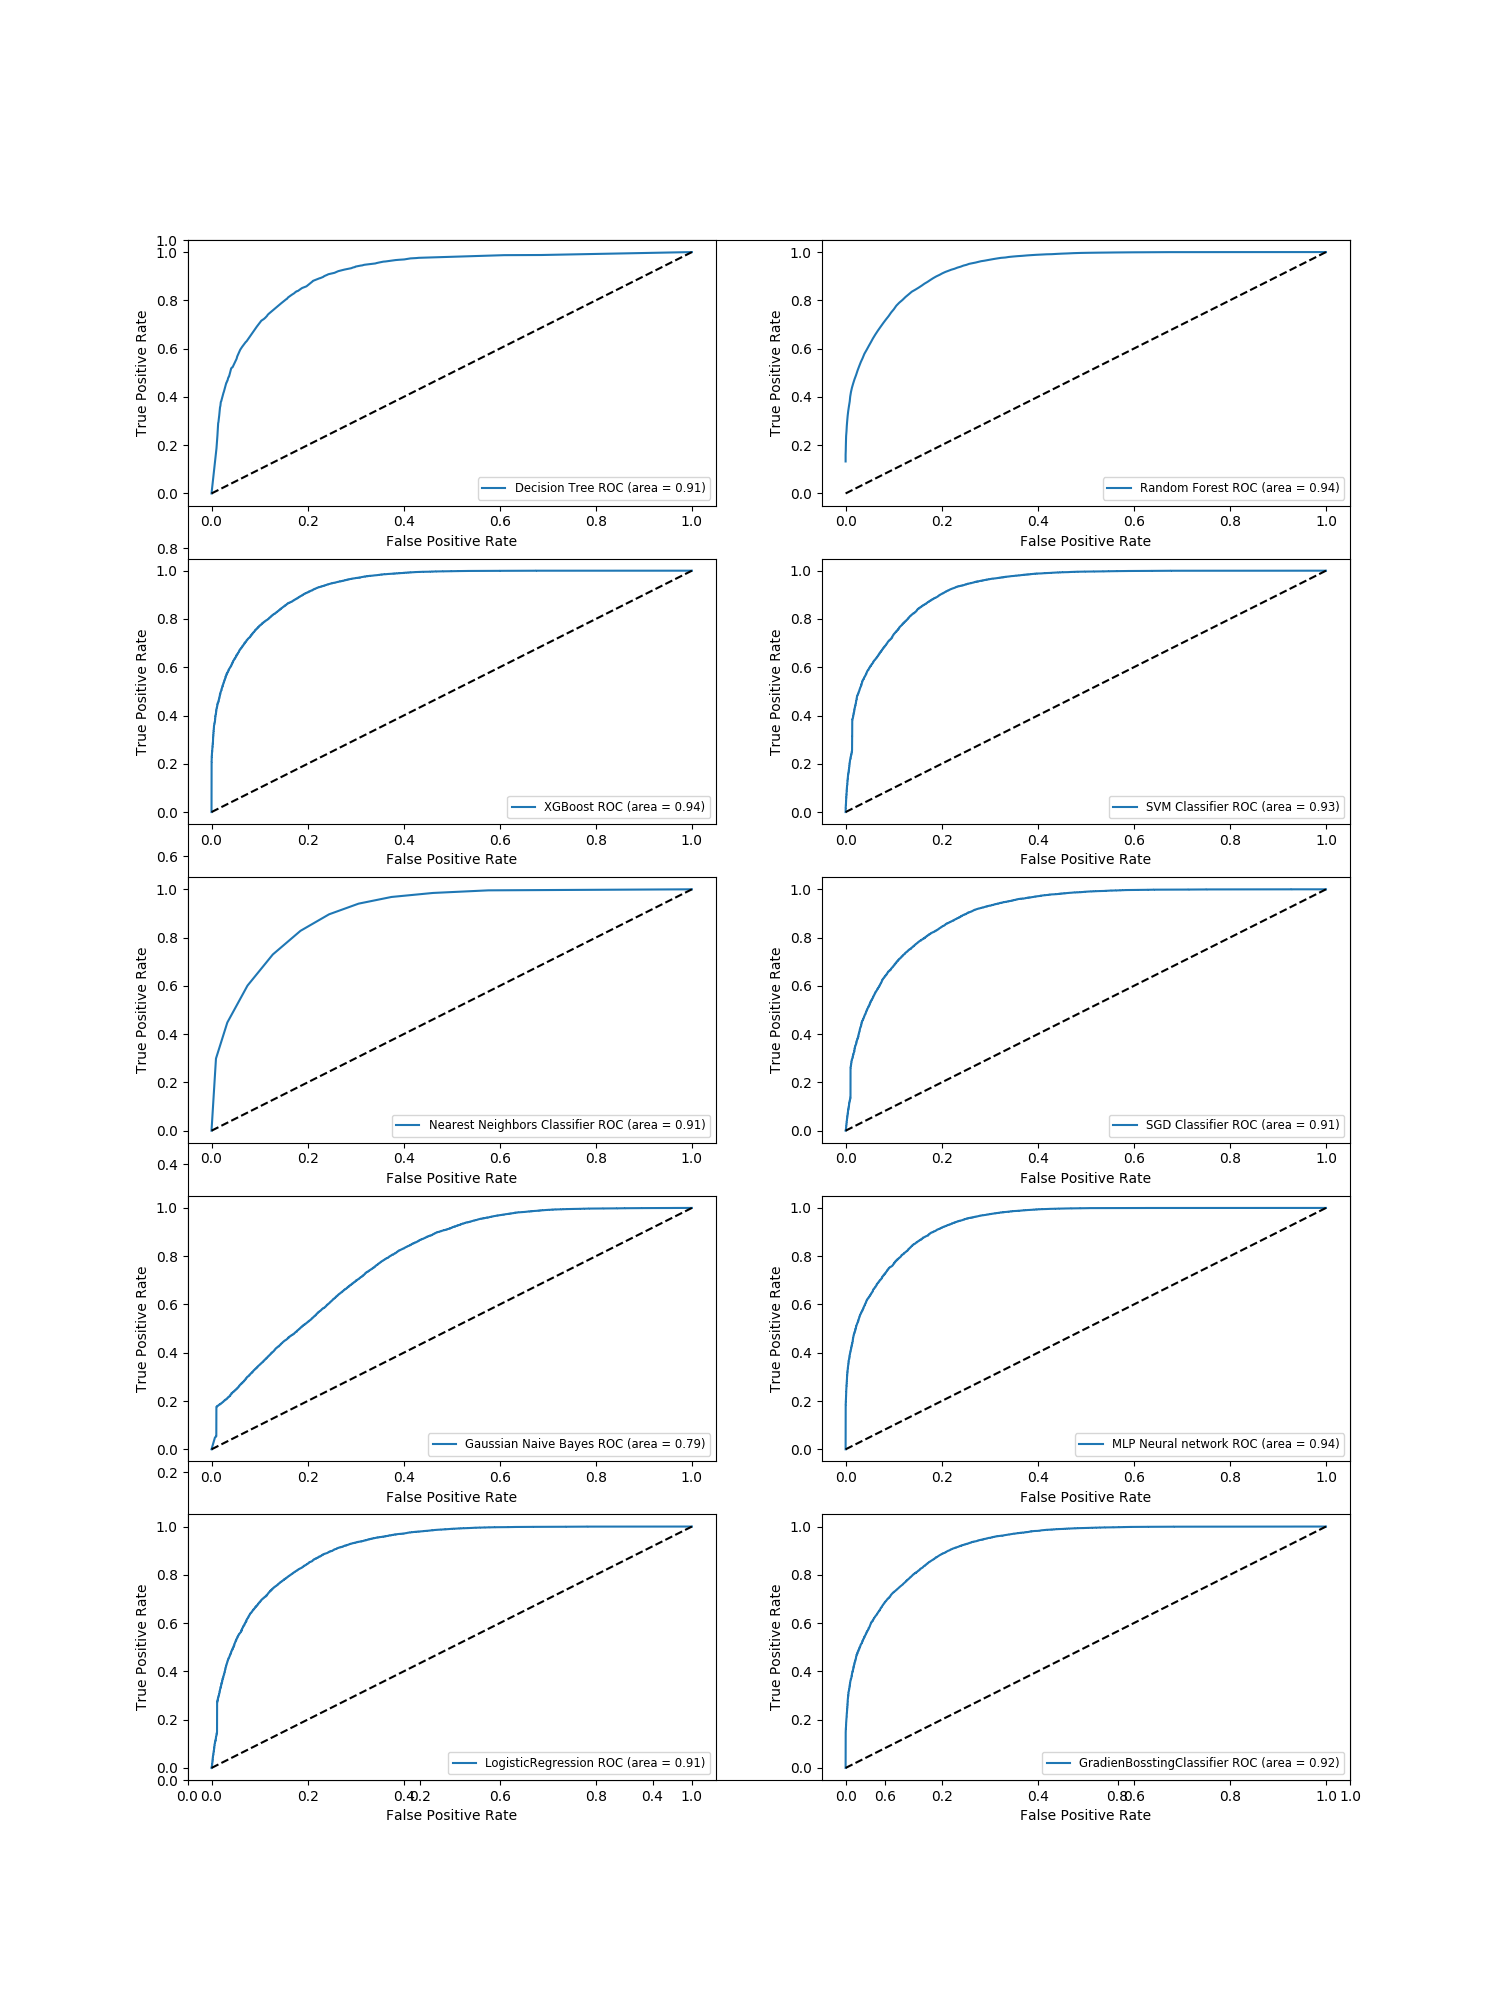 1.0
1.0
0.8
0.6
0.4
0.2
0.0
True Positive Rate
Decision Tree ROC (area = 0.91)
0.0 0.2 0.4 0.6 0.8 1.0
False Positive Rate
1.0
0.8
0.6
0.4
0.2
0.0
True Positive Rate
Random Forest ROC (area = 0.94)
0.0 0.2 0.4 0.6 0.8 1.0
False Positive Rate
0.8
1.0
0.8
0.6
0.4
0.2
0.0
True Positive Rate
XGBoost ROC (area = 0.94)
0.0 0.2 0.4 0.6 0.8 1.0
False Positive Rate
1.0
0.8
0.6
0.4
0.2
0.0
True Positive Rate
SVM Classifier ROC (area = 0.93)
0.0 0.2 0.4 0.6 0.8 1.0
False Positive Rate
0.6
1.0
0.8
0.6
0.4
0.2
0.0
True Positive Rate
Nearest Neighbors Classifier ROC (area = 0.91)
0.0 0.2 0.4 0.6 0.8 1.0
False Positive Rate
1.0
0.8
0.6
0.4
0.2
0.0
True Positive Rate
SGD Classifier ROC (area = 0.91)
0.0 0.2 0.4 0.6 0.8 1.0
False Positive Rate
0.4
1.0
0.8
0.6
0.4
0.2
0.0
True Positive Rate
Gaussian Naive Bayes ROC (area = 0.79)
0.0 0.2 0.4 0.6 0.8 1.0
False Positive Rate
1.0
0.8
0.6
0.4
0.2
0.0
True Positive Rate
MLP Neural network ROC (area = 0.94)
0.0 0.2 0.4 0.6 0.8 1.0
False Positive Rate
0.2
1.0
0.8
0.6
0.4
0.2
0.0
0.0
True Positive Rate
LogisticRegression ROC (area = 0.91)
0.0 0.0 0.2 0.4 0.2 0.6 0.8 0.4 1.0
False Positive Rate
1.0
0.8
0.6
0.4
0.2
0.0
True Positive Rate
GradienBosstingClassifier ROC (area = 0.92)
0.0 0.6 0.2 0.4 0.8 0.6 0.8 1.0 1.0
False Positive Rate